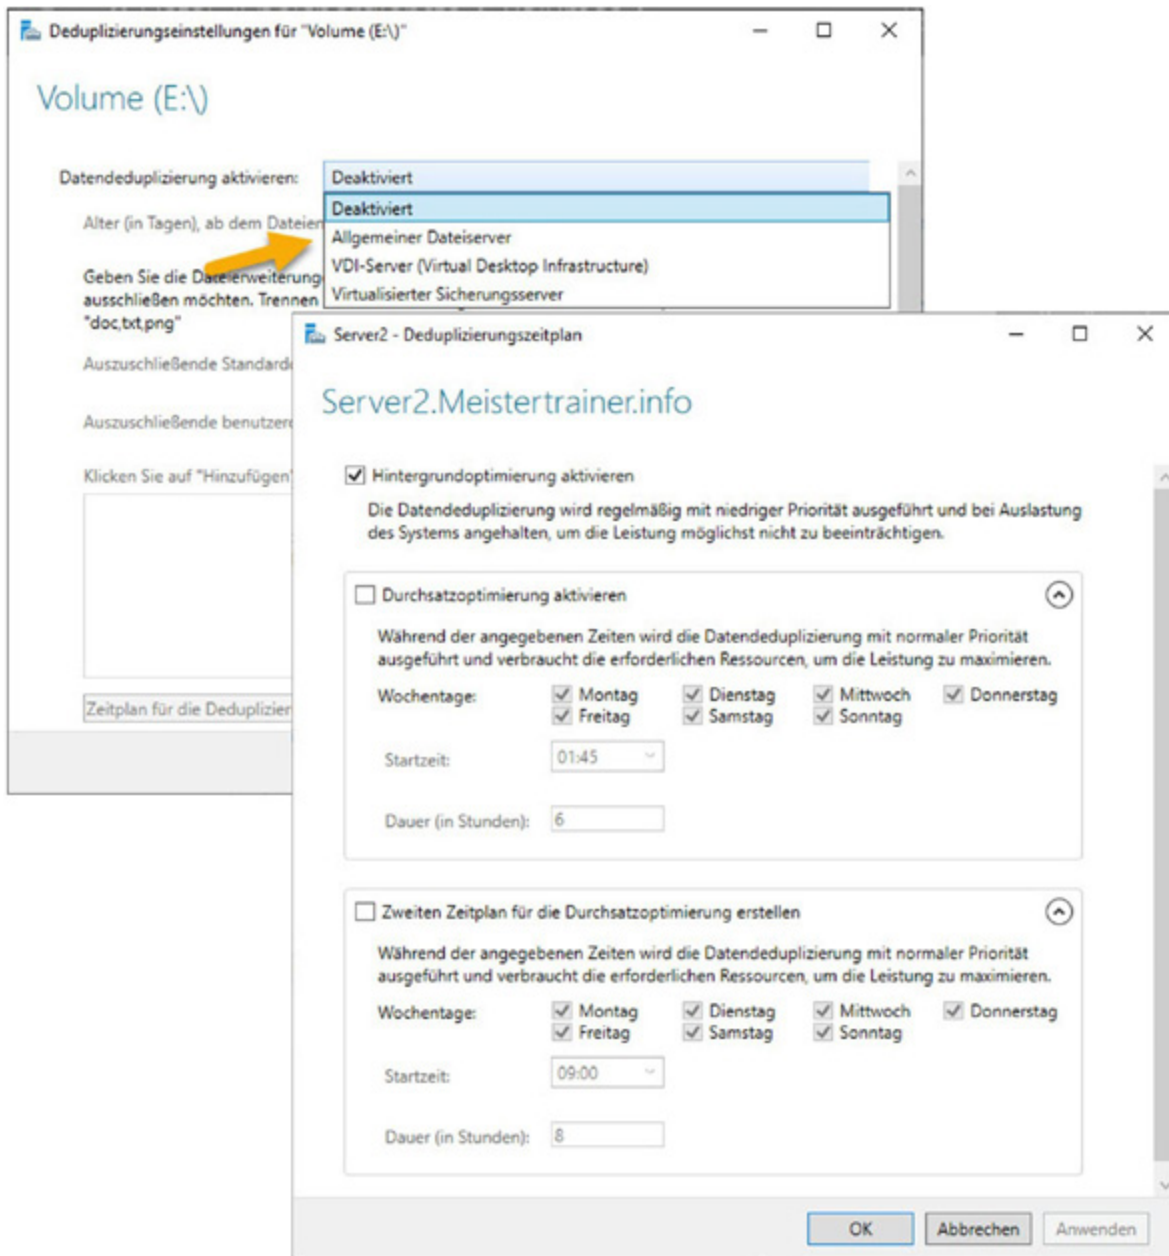 Deduplizierungseinstellungen für "Volume (E:\)"
Volume (E:\)
Datendeduplizierung aktivieren:
Deaktiviert
Deaktiviert
Allgemeiner Dateiserver
VDI-Server (Virtual Desktop Infrastructure)
Virtualisierter Sicherungsserver
Alter (in Tagen), ab dem Dateien
Geben Sie die Dateierweiterung
ausschließen möchten. Trennen
"doc,txt,png"
Auszuschließende Standard
Auszuschließende benutzer
Klicken Sie auf "Hinzufügen"
Zeitplan für die Deduplizier
Server2 - Deduplizierungszeitplan
Server2.Meistertrainer.info
Hintergrundoptimierung aktivieren
Die Datendeduplizierung wird regelmäßig mit niedriger Priorität ausgeführt und bei Auslastung
des Systems angehalten, um die Leistung möglichst nicht zu beeinträchtigen.
Durchsatzoptimierung aktivieren
Während der angegebenen Zeiten wird die Datendeduplizierung mit normaler Priorität
ausgeführt und verbraucht die erforderlichen Ressourcen, um die Leistung zu maximieren.
Wochentage: Montag Dienstag Mittwoch Donnerstag
Freitag Samstag Sonntag
Startzeit: 01:45
Dauer (in Stunden): 6
Zweiten Zeitplan für die Durchsatzoptimierung erstellen
Während der angegebenen Zeiten wird die Datendeduplizierung mit normaler Priorität
ausgeführt und verbraucht die erforderlichen Ressourcen, um die Leistung zu maximieren.
Wochentage: Montag Dienstag Mittwoch Donnerstag
Freitag Samstag Sonntag
Startzeit: 09:00
Dauer (in Stunden): 8
OK Abbrechen Anwenden